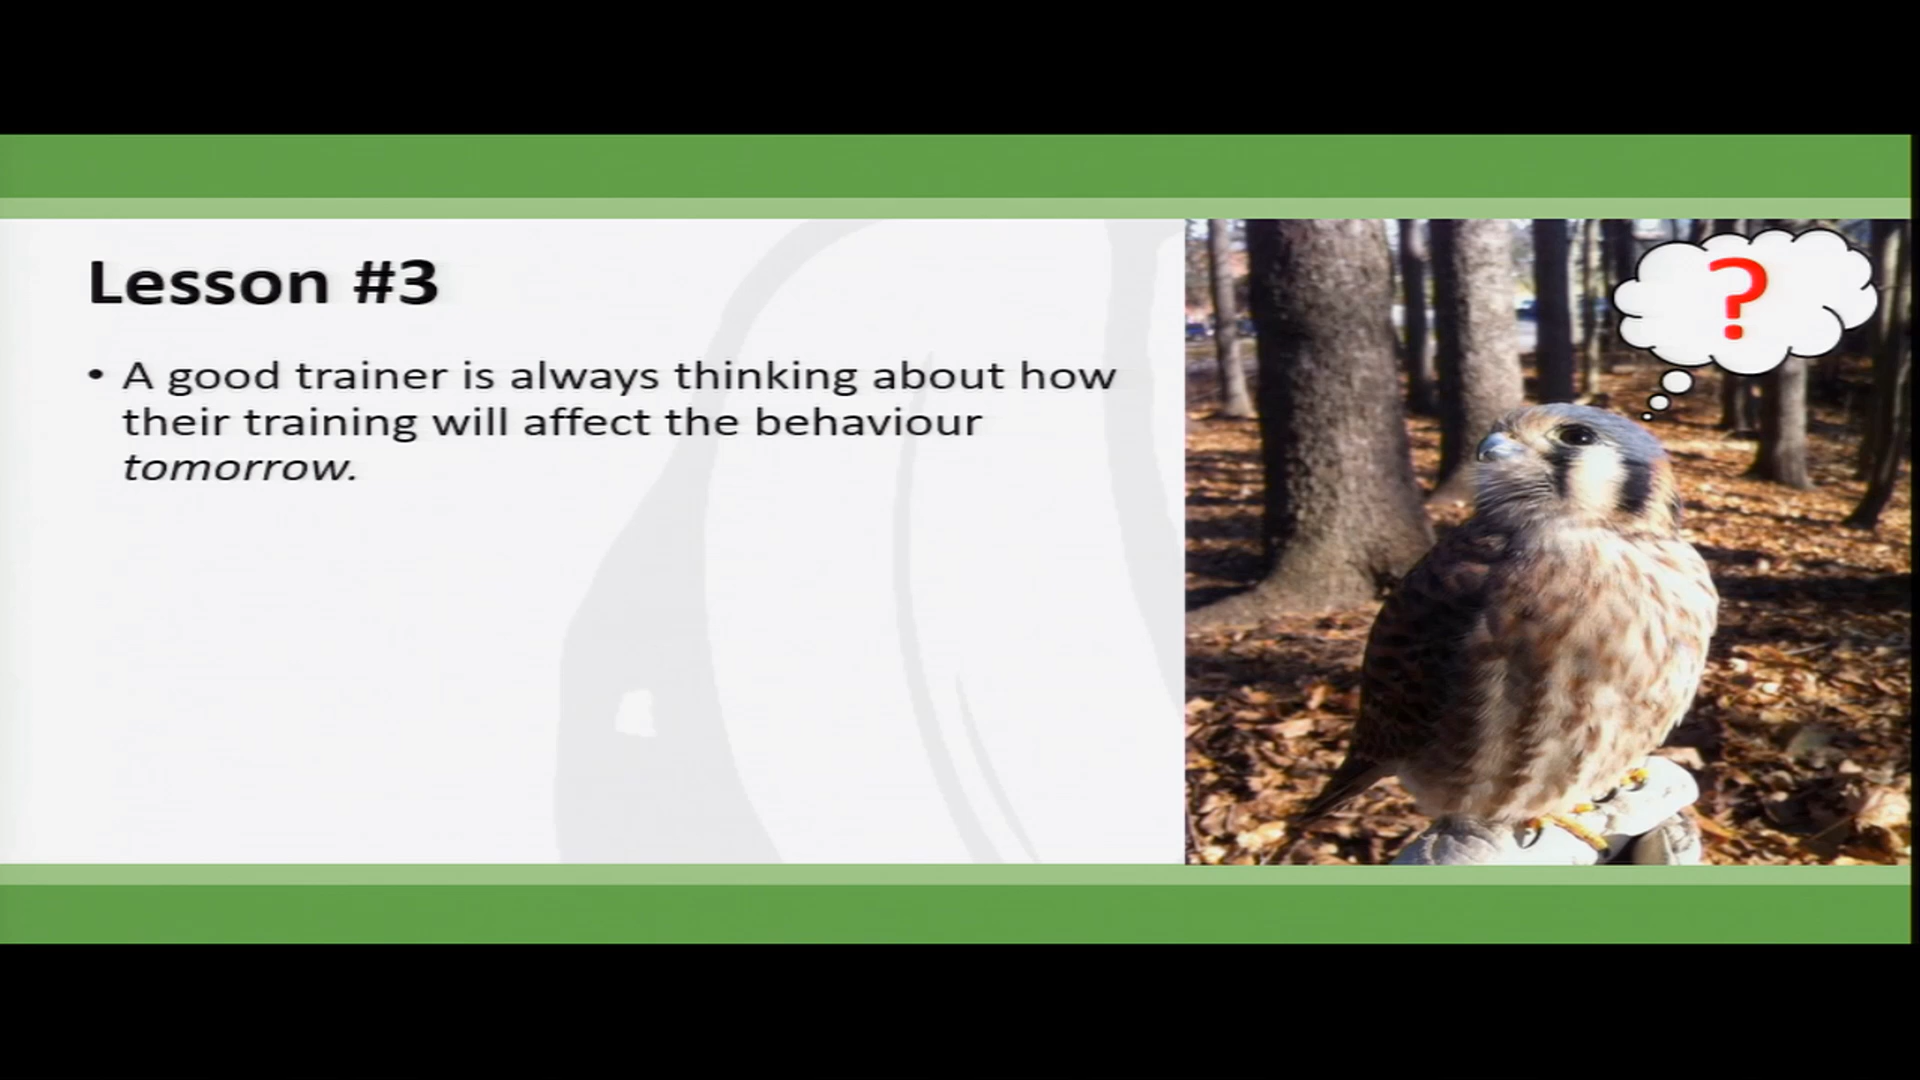 Lesson #3
• A good trainer is always thinking about how
their training will affect the behaviour
tomorrow.
?